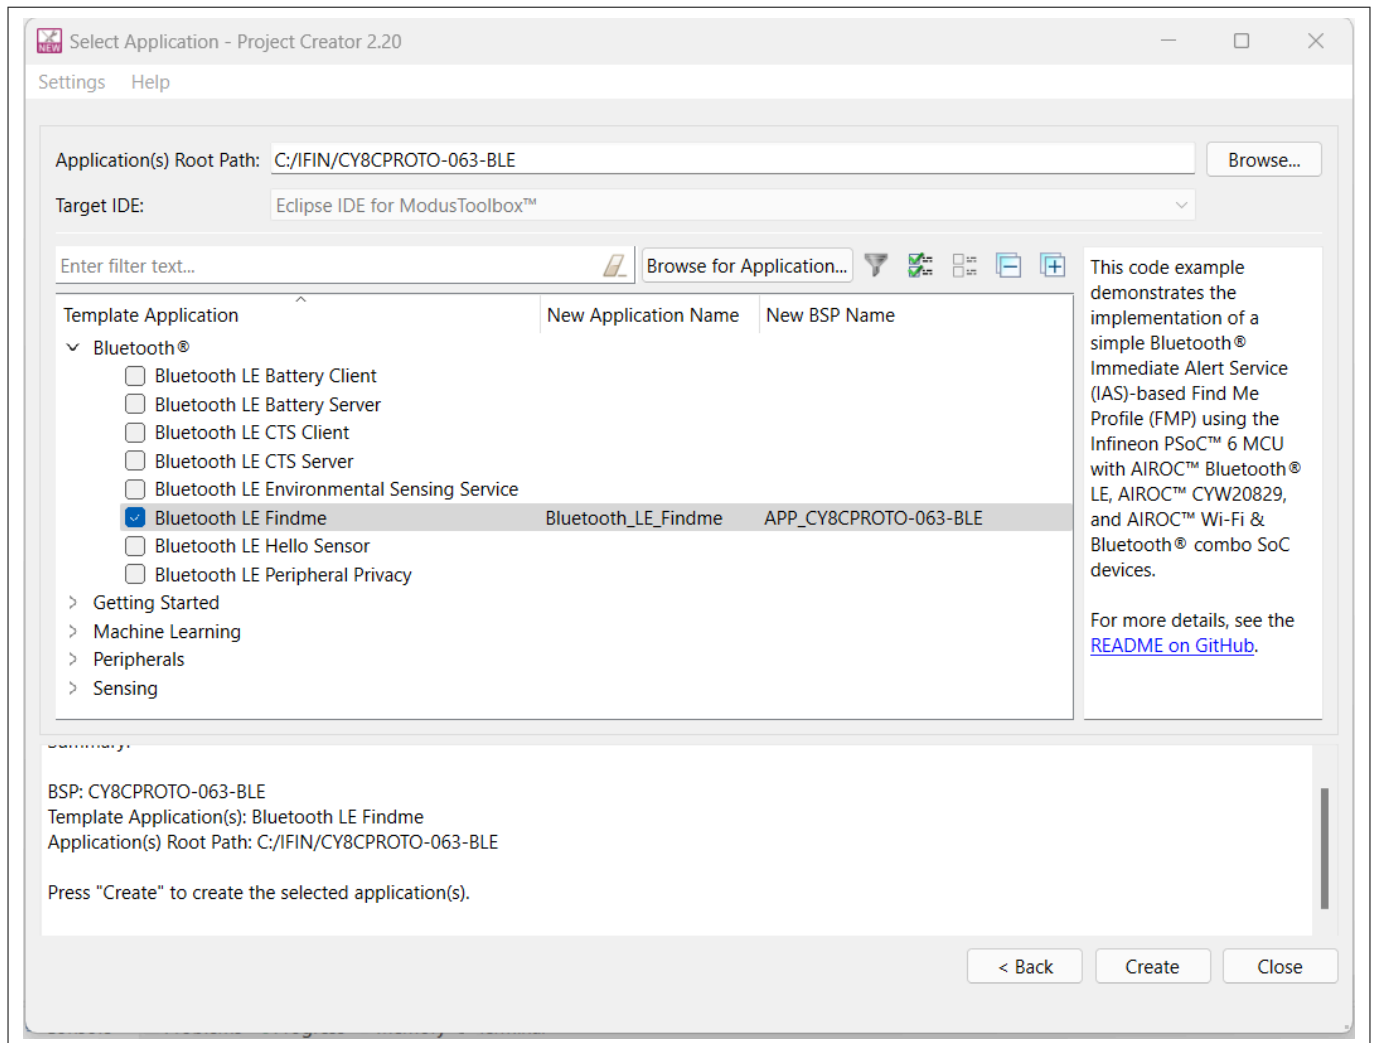 NEW Select Application - Project Creator 2.20
Settings Help
Application(s) Root Path: C:/IFIN/CY8CPROTO-063-BLE Browse...
Target IDE: Eclipse IDE for ModusToolbox™
Enter filter text... Browse for Application...
Template Application New Application Name New BSP Name
Bluetooth®
Bluetooth LE Battery Client
Bluetooth LE Battery Server
Bluetooth LE CTS Client
Bluetooth LE CTS Server
Bluetooth LE Environmental Sensing Service
Bluetooth LE Findme Bluetooth_LE_Findme APP_CY8CPROTO-063-BLE
Bluetooth LE Hello Sensor
Bluetooth LE Peripheral Privacy
Getting Started
Machine Learning
Peripherals
Sensing
This code example
demonstrates the
implementation of a
simple Bluetooth®
Immediate Alert Service
(IAS)-based Find Me
Profile (FMP) using the
Infineon PSoC™ 6 MCU
with AIROC™ Bluetooth®
LE, AIROC™ CYW20829,
and AIROC™ Wi-Fi &
Bluetooth® combo SoC
devices.
For more details, see the
README on GitHub.
Summary:
BSP: CY8CPROTO-063-BLE
Template Application(s): Bluetooth LE Findme
Application(s) Root Path: C:/IFIN/CY8CPROTO-063-BLE
Press "Create" to create the selected application(s).
< Back Create Close